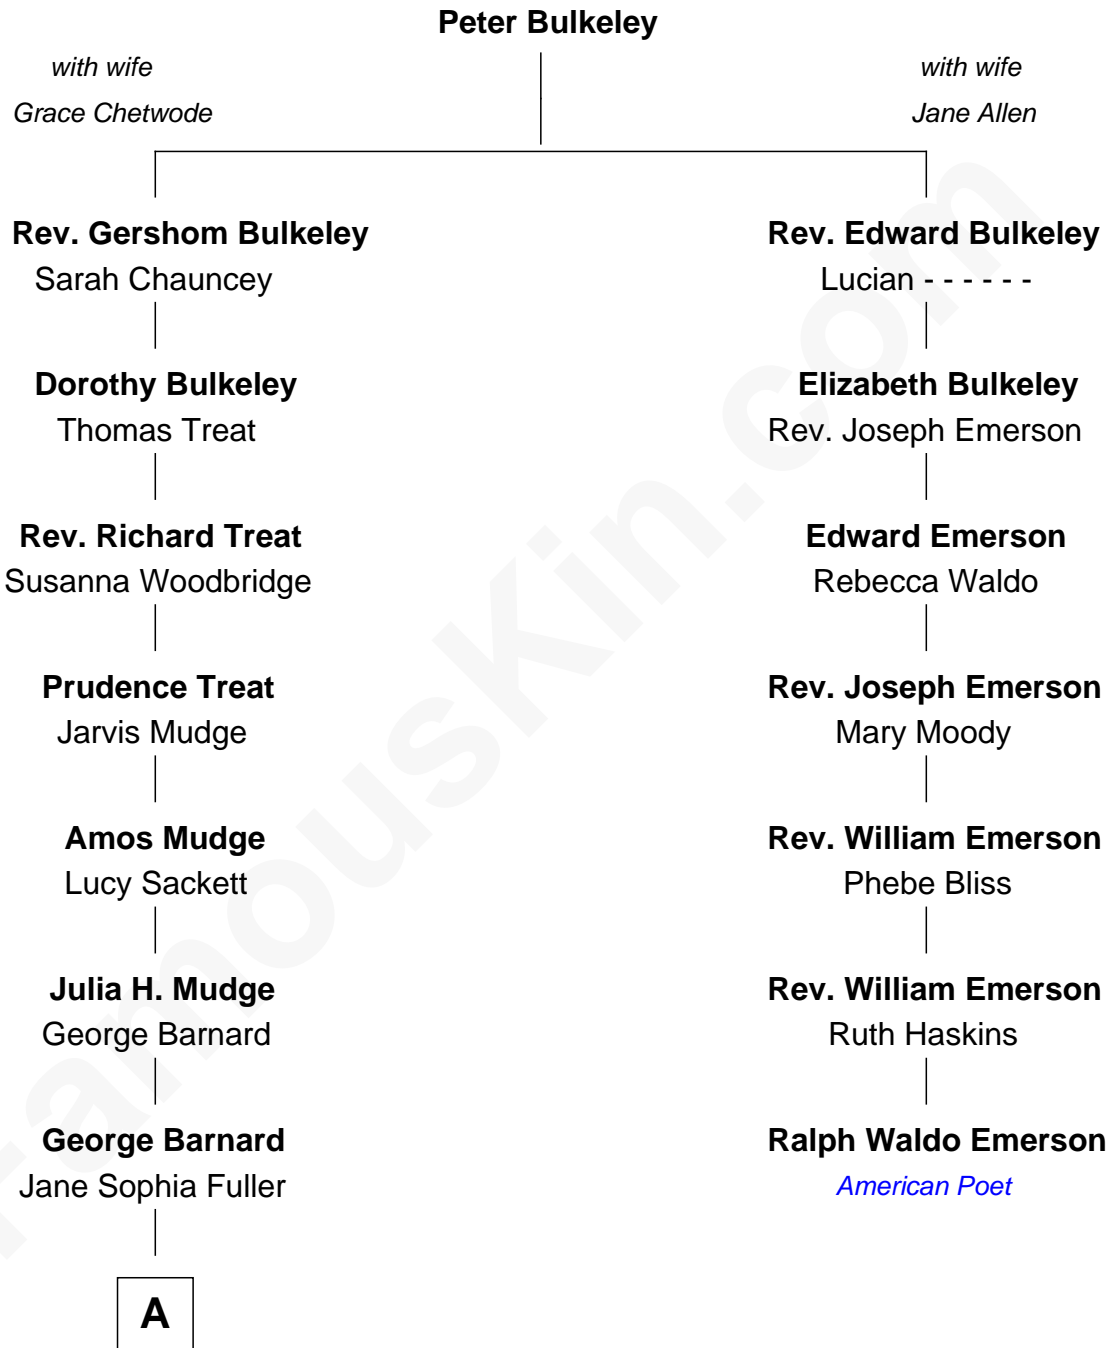 Peter Bulkeley
with wife
Grace Chetwode
with wife
Jane Allen
Rev. Gershom Bulkeley
Sarah Chauncey
Dorothy Bulkeley
Thomas Treat
Rev. Richard Treat
Susanna Woodbridge
Prudence Treat
Jarvis Mudge
Amos Mudge
Lucy Sackett
Julia H. Mudge
George Barnard
George Barnard
Jane Sophia Fuller
A
Rev. Edward Bulkeley
Lucian - - - - - -
Elizabeth Bulkeley
Rev. Joseph Emerson
Edward Emerson
Rebecca Waldo
Rev. Joseph Emerson
Mary Moody
Rev. William Emerson
Phebe Bliss
Rev. William Emerson
Ruth Haskins
Ralph Waldo Emerson
American Poet
FamousKin.com